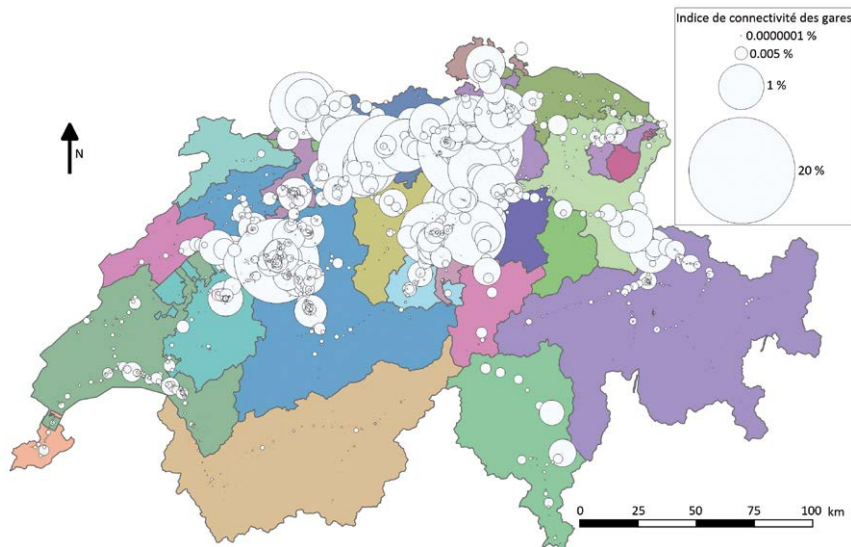 Indice de connectivité des gares
0.0000001 %
0.005 %
1 %
20 %
N
0 25 50 75 100
km